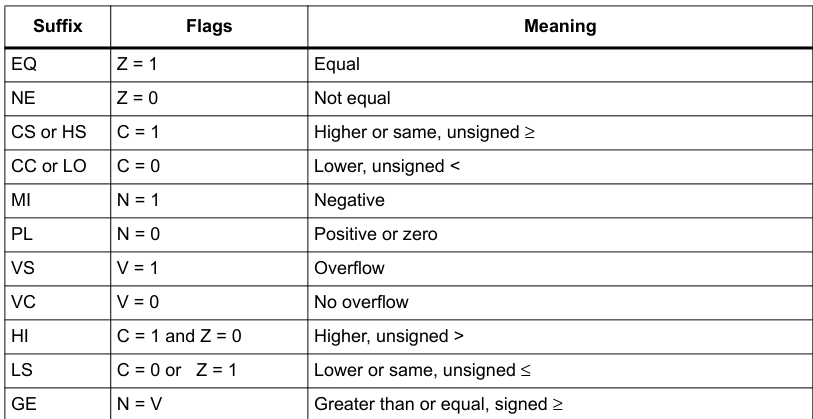 Suffix Flags Meaning
EQ Z = 1 Equal
NE Z = 0 Not equal
CS or HS C = 1 Higher or same, unsigned ≥
CC or LO C = 0 Lower, unsigned <
MI N = 1 Negative
PL N = 0 Positive or zero
VS V = 1 Overflow
VC V = 0 No overflow
HI C = 1 and Z = 0 Higher, unsigned >
LS C = 0 or Z = 1 Lower or same, unsigned ≤
GE N = V Greater than or equal, signed ≥